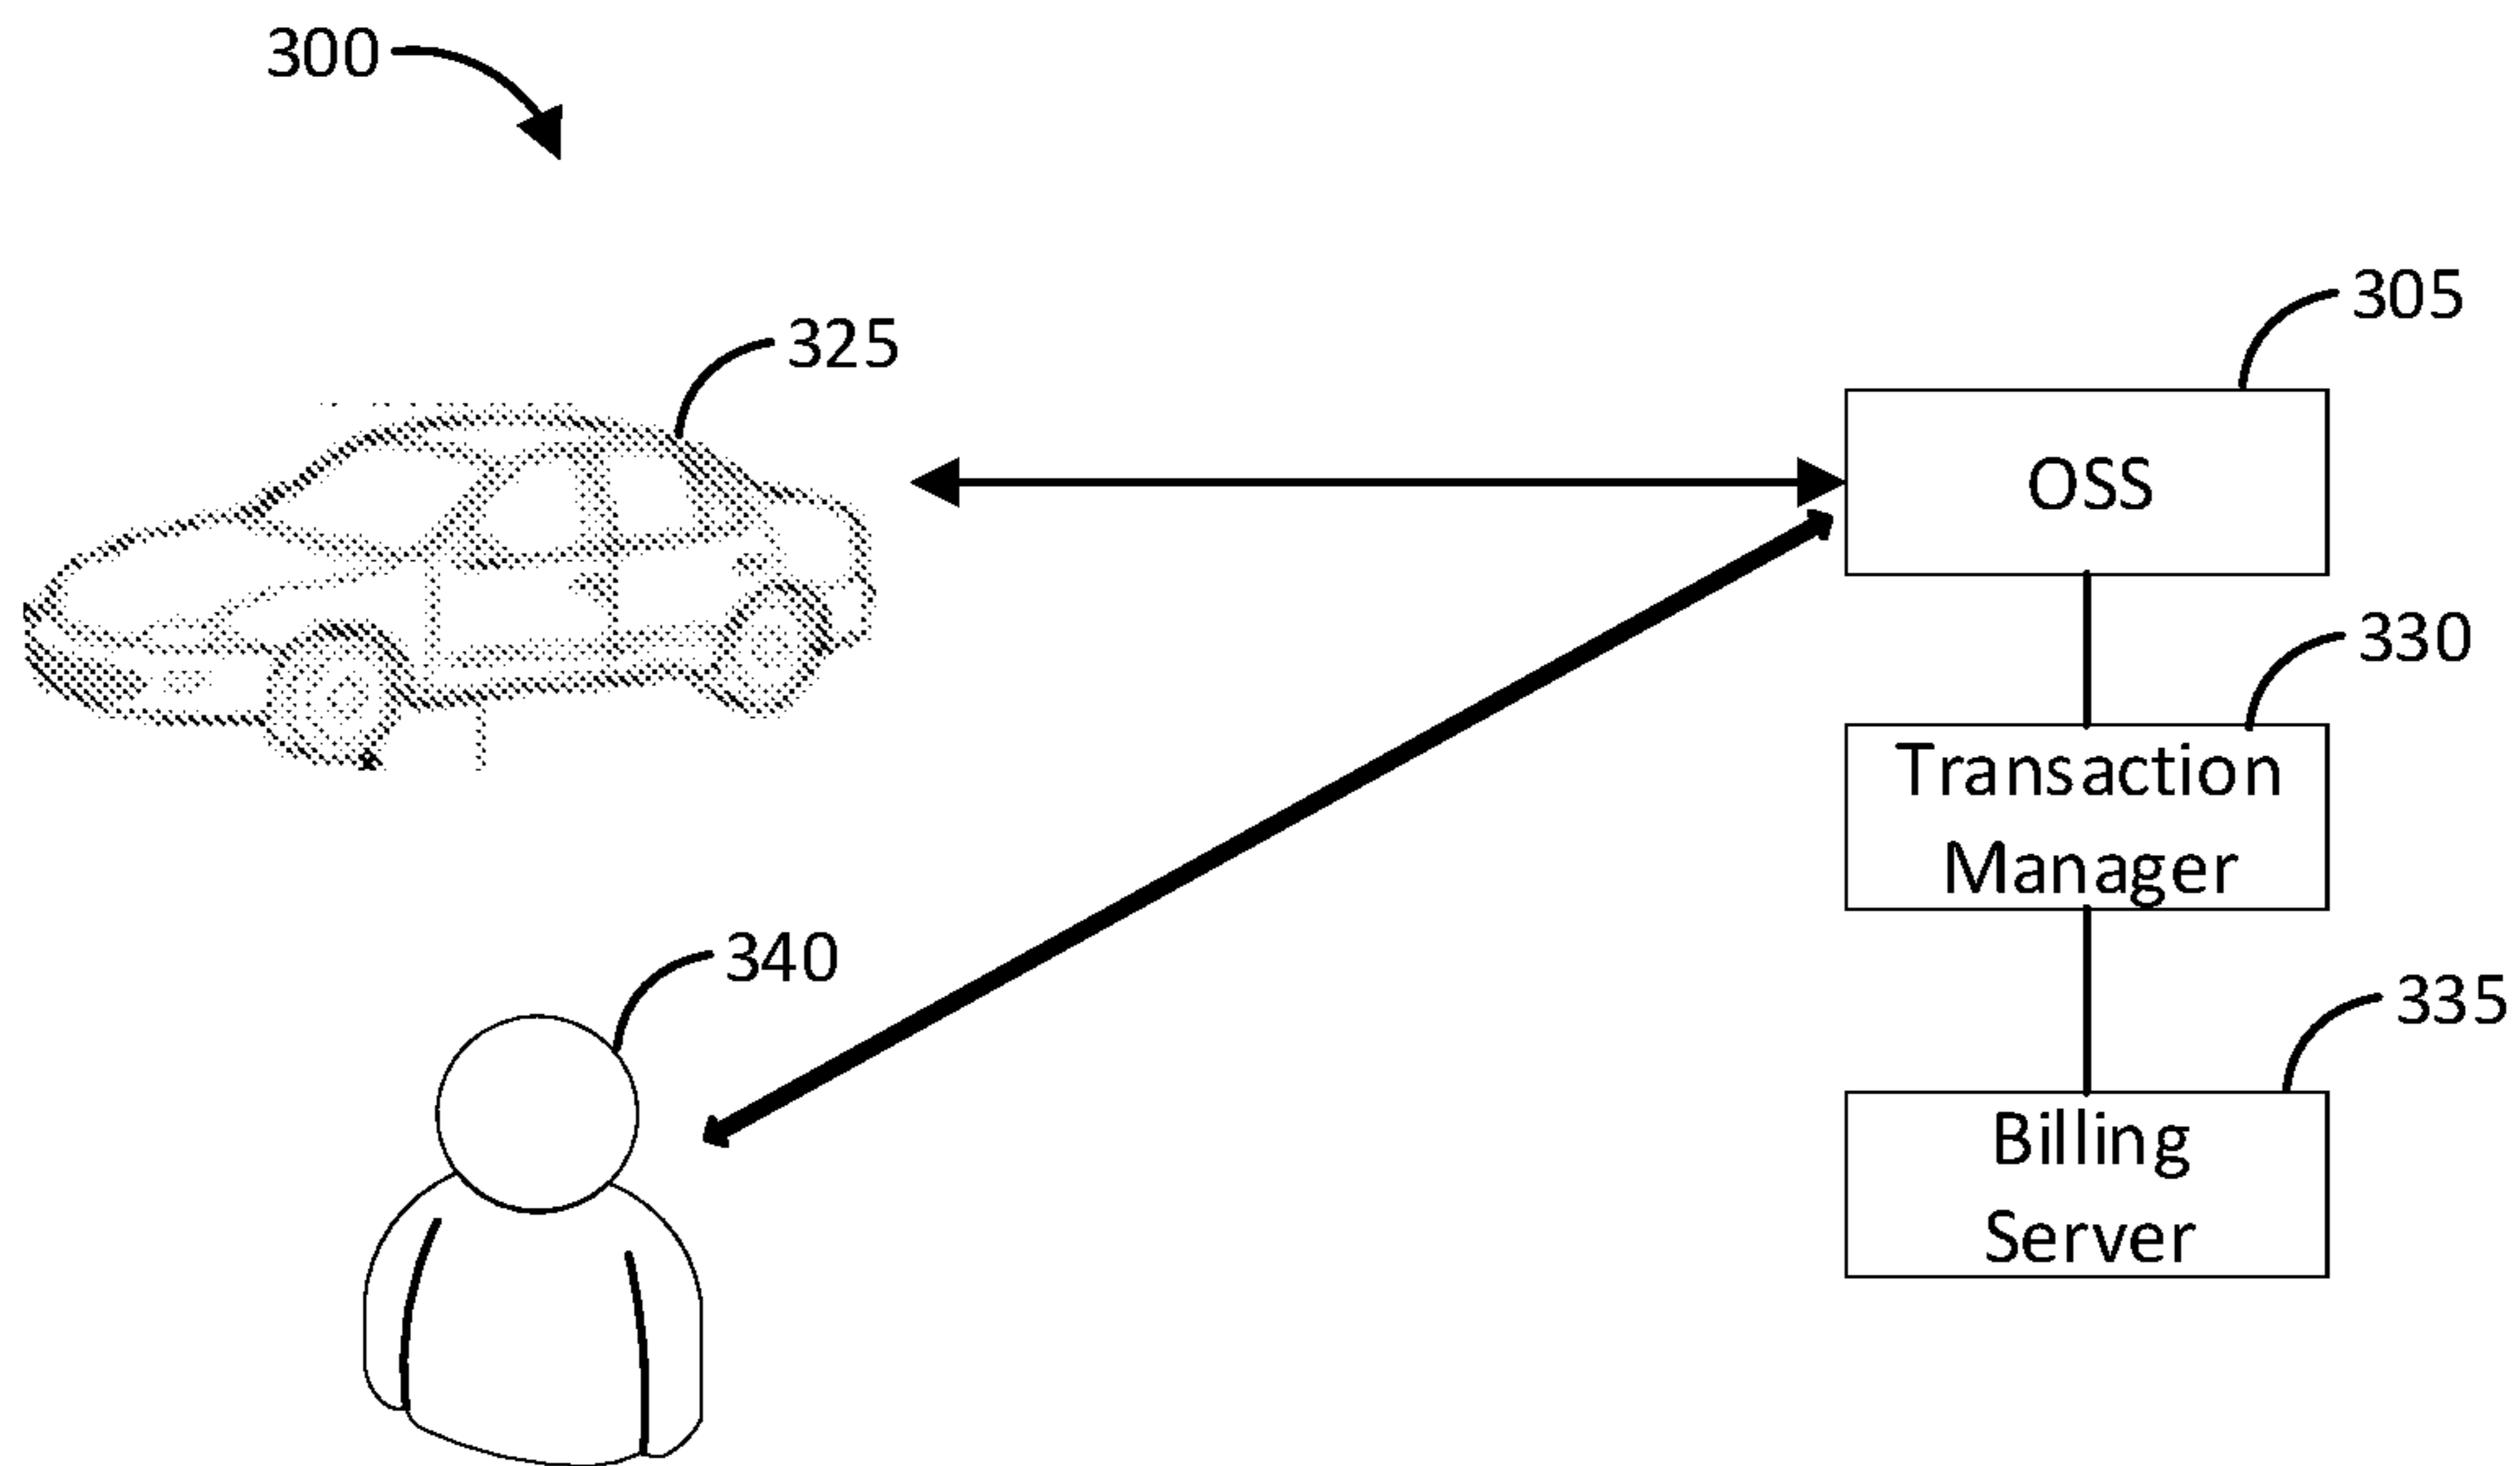 300
305
325
OSS
330
Transaction
Manager
340
335
Billing
Server